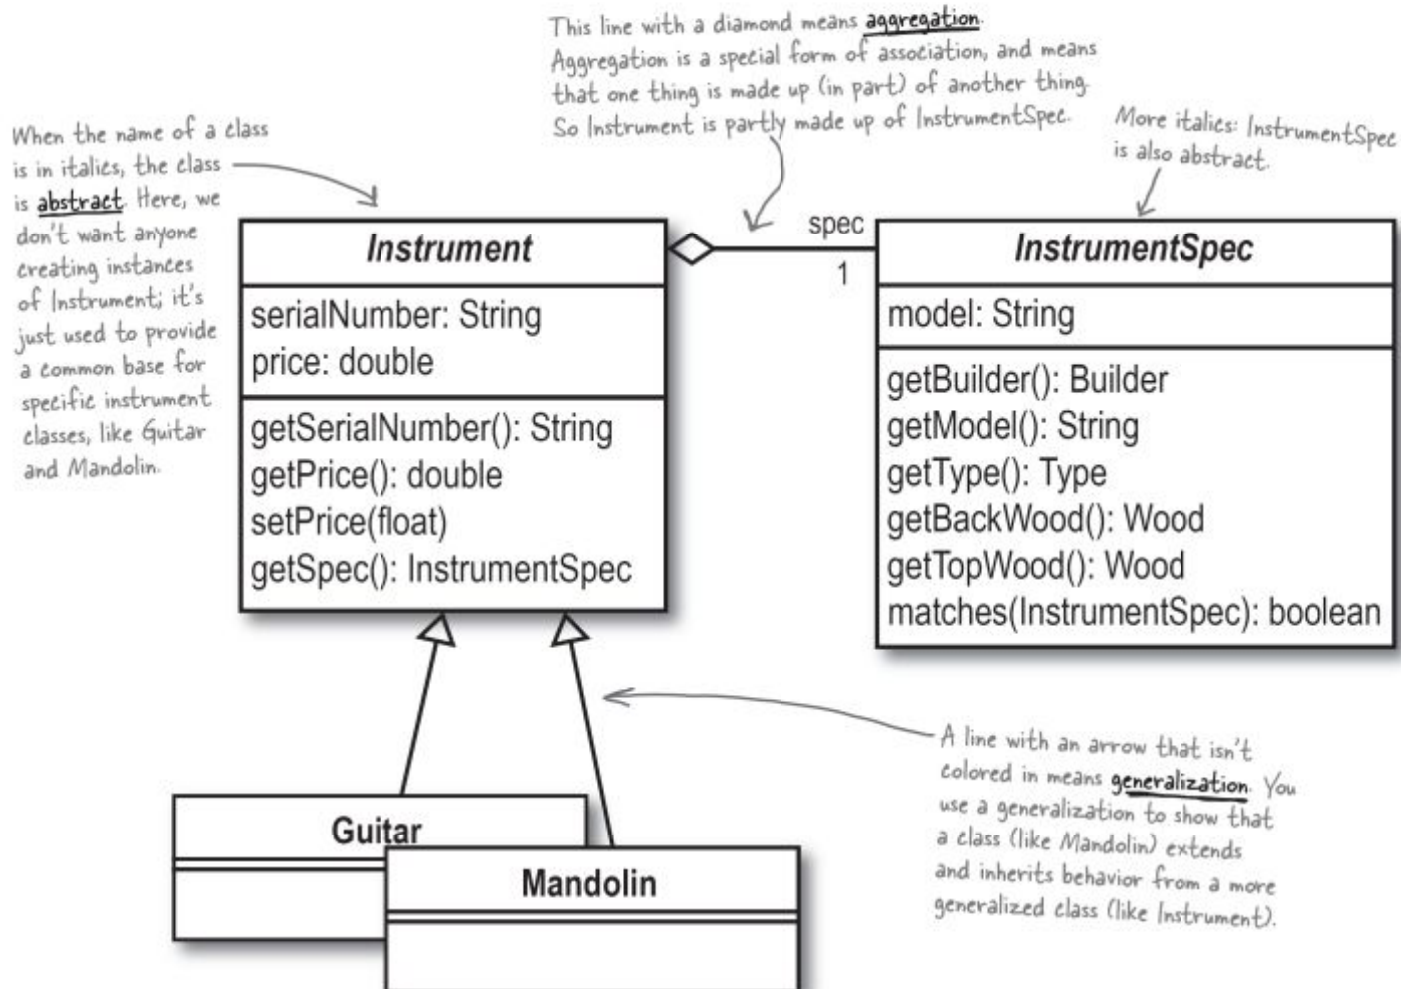 This line with a diamond means aggregation.
Aggregation is a special form of association, and means
that one thing is made up (in part) of another thing.
So Instrument is partly made up of InstrumentSpec.
When the name of a class
is in italics, the class
is abstract. Here, we
don't want anyone
creating instances
of Instrument; it's
just used to provide
a common base for
specific instrument
classes, like Guitar
and Mandolin.
More italics: InstrumentSpec
is also abstract.
Instrument
serialNumber: String
price: double
getSerialNumber(): String
getPrice(): double
setPrice(float)
getSpec(): InstrumentSpec
spec
1
InstrumentSpec
model: String
getBuilder(): Builder
getModel(): String
getType(): Type
getBackWood(): Wood
getTopWood(): Wood
matches(InstrumentSpec): boolean
A line with an arrow that isn't
colored in means generalization. You
use a generalization to show that
a class (like Mandolin) extends
and inherits behavior from a more
generalized class (like Instrument).
Guitar
Mandolin